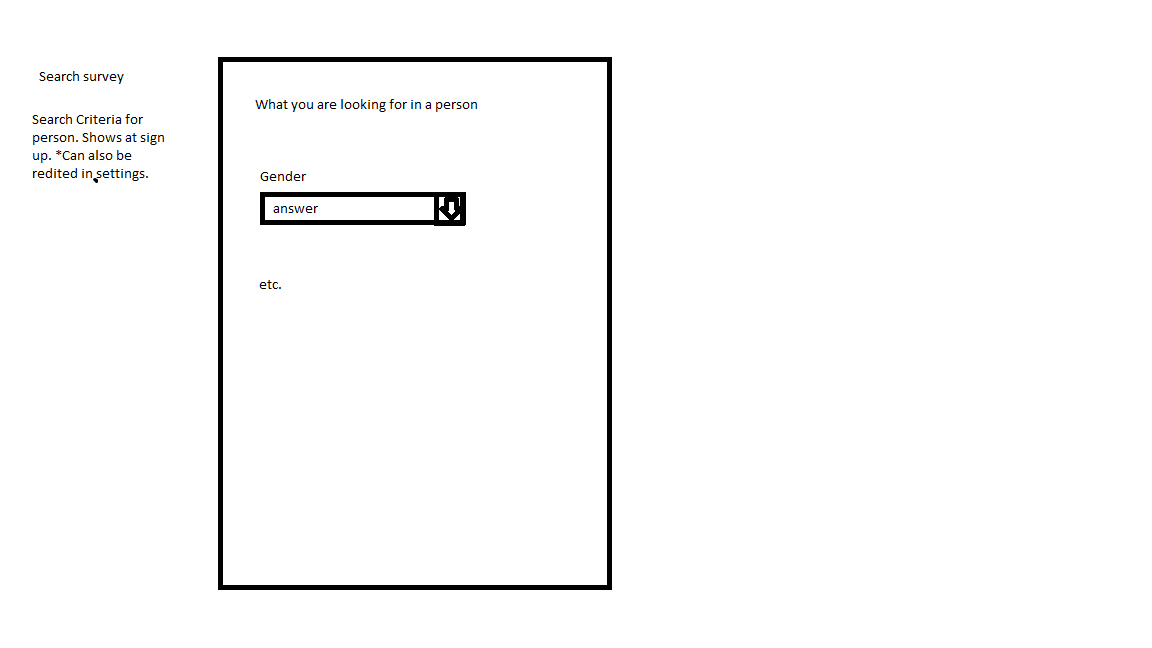 Search survey
Search Criteria for
person. Shows at sign
up. *Can also be
redited in settings.
What you are looking for in a person
Gender
answer
etc.